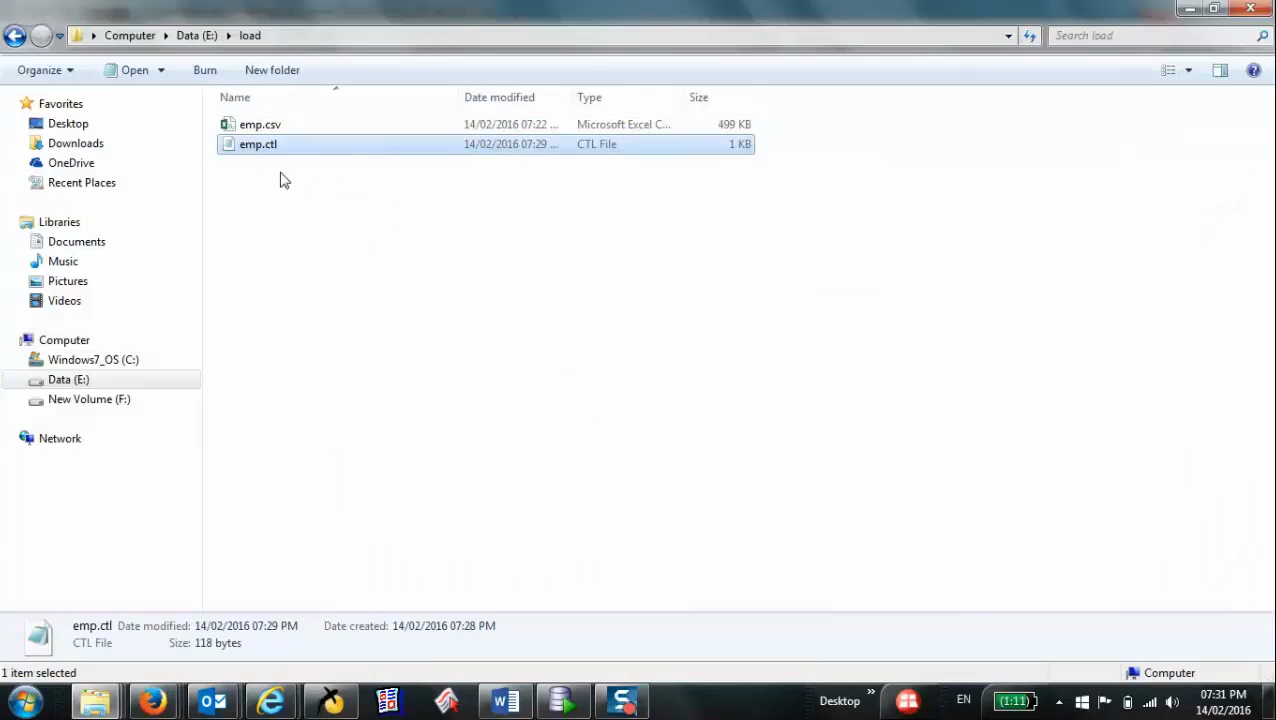 Computer Data (E:) load Search load
Organize Open Burn New folder
Name Date modified Type Size
Favorites
Desktop
Downloads
OneDrive
Recent Places
Libraries
Documents
Music
Pictures
Videos
Computer
Windows7_OS (C:)
Data (E:)
New Volume (F:)
Network
emp.csv 14/02/2016 07:22 ... Microsoft Excel C... 499 KB
emp.ctl 14/02/2016 07:29 ... CTL File 1 KB
emp.ctl Date modified: 14/02/2016 07:29 PM Date created: 14/02/2016 07:28 PM
CTL File Size: 118 bytes
1 item selected Computer
Desktop » EN (1:11) 07:31 PM
14/02/2016